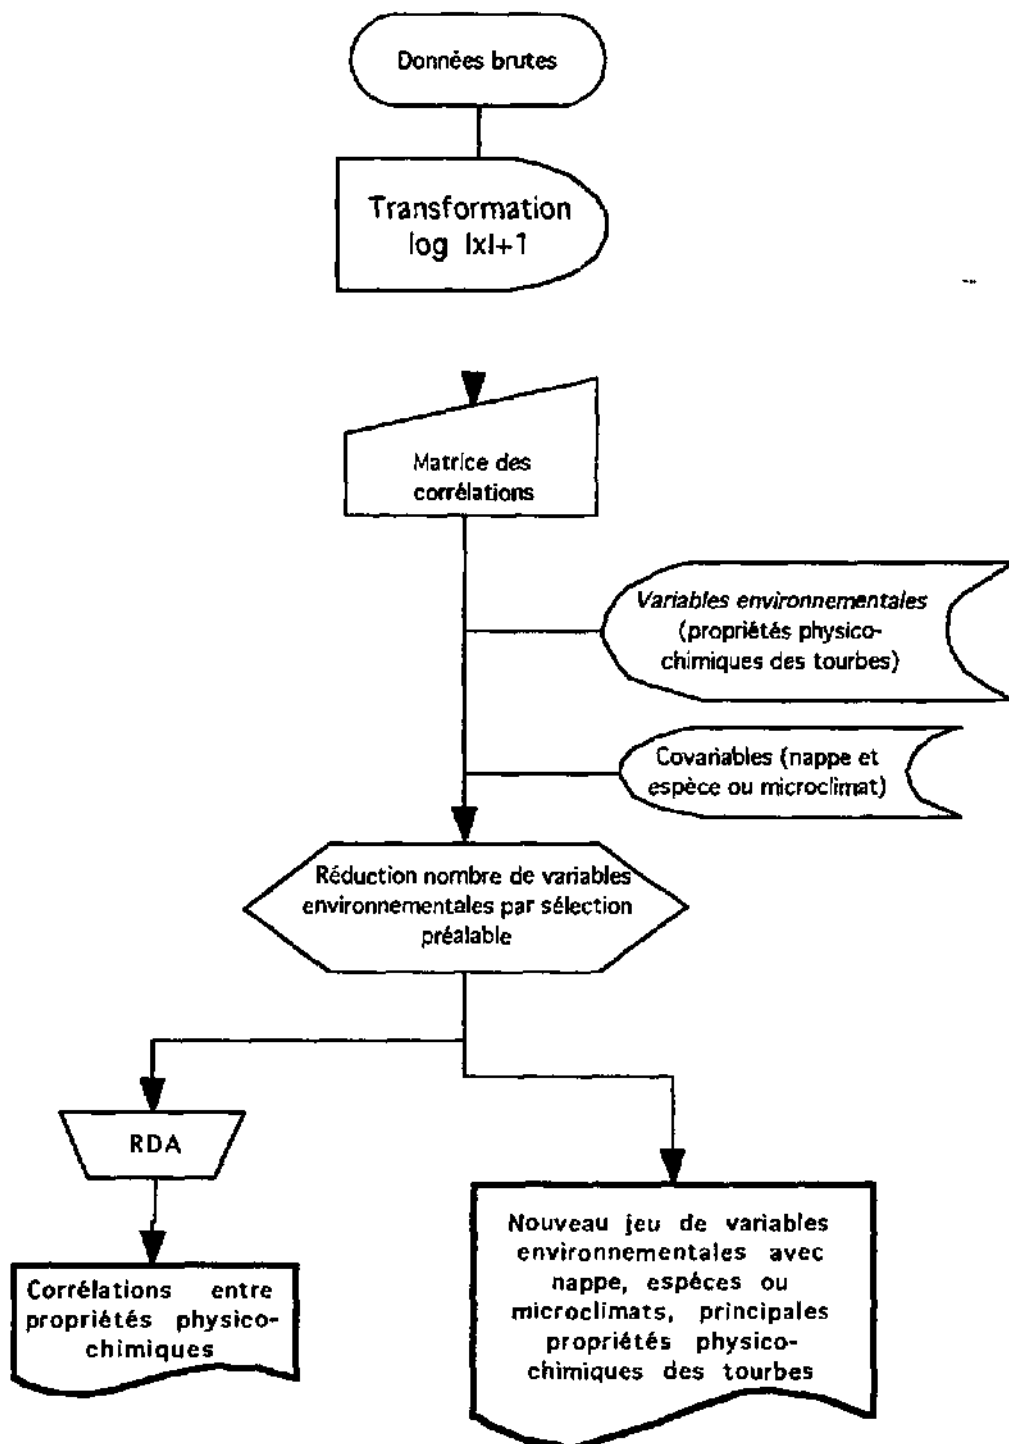 Données brutes
Transformation
log lxl+1
Matrice des
corrélations
Variables environnementales
(propriétés physico-
chimiques des tourbes)
Covariables (nappe et
espèce ou microclimat)
Réduction nombre de variables
environnementales par sélection
préalable
RDA
Corrélations entre
propriétés physico-
chimiques
Nouveau jeu de variables
environnementales avec
nappe, espéces ou
microclimats, principales
propriétés physico-
chimiques des tourbes